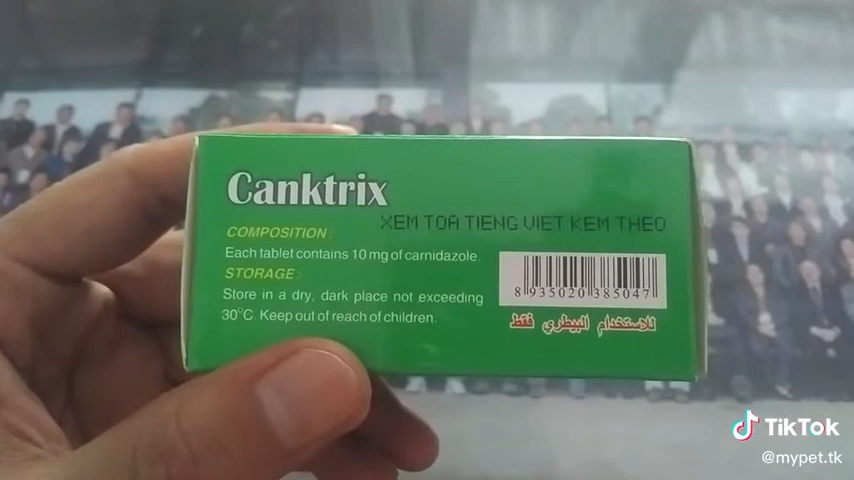 Canktrix
XEM TOA TIENG VIET KEM THEO
COMPOSITION:
Each tablet contains 10 mg of carnidazole.
STORAGE:
Store in a dry, dark place not exceeding
30°C. Keep out of reach of children.
8 935020 385047
للاستخدام البيطري فقط
TikTok
@mypet.tk